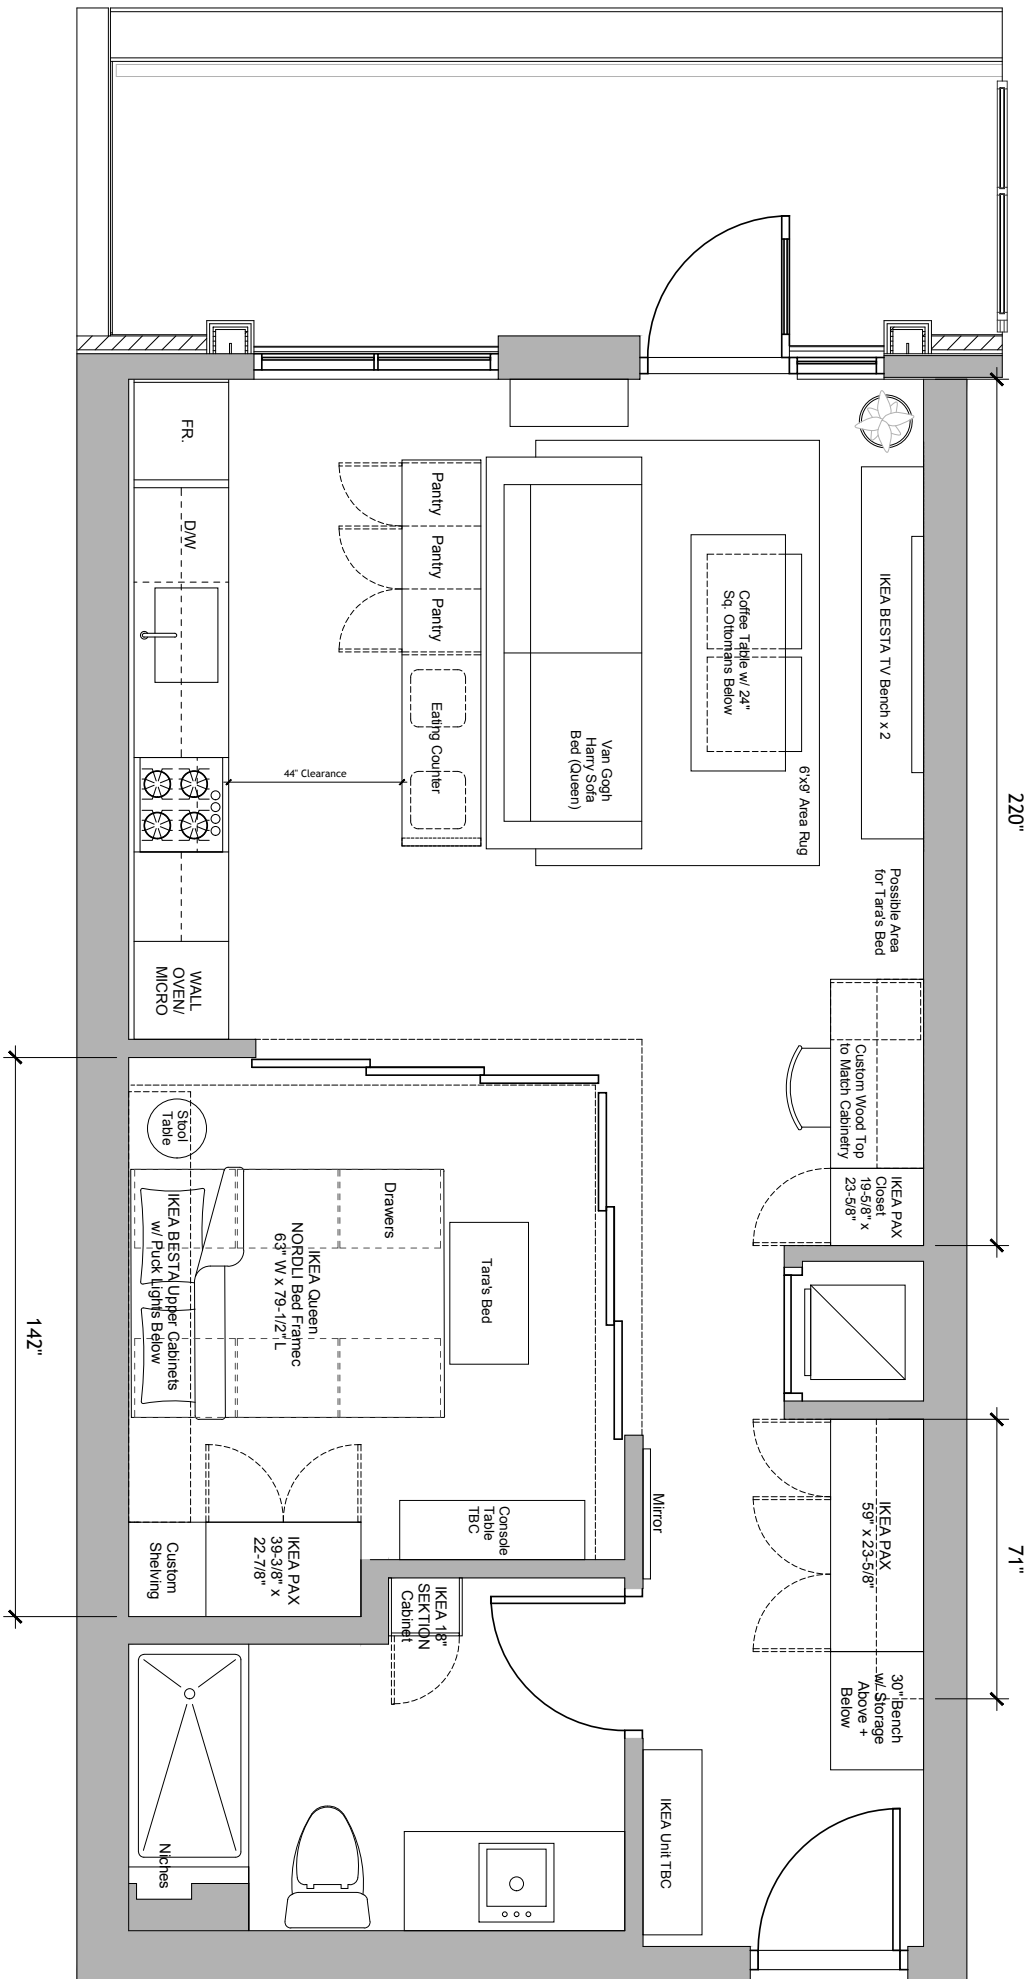 FR.
D/W
WALL
OVEN/
MICRO
Pantry
Pantry
Pantry
Eating Counter
44" Clearance
Van Gogh
Harry Sofa
Bed (Queen)
Coffee Table w/ 24"
Sq. Ottomans Below
6'x9' Area Rug
IKEA BESTA TV Bench x 2
Possible Area
for Tara's Bed
220"
Custom Wood Top
to Match Cabinetry
IKEA PAX
Closet
19-5/8" x
23-5/8"
Stool
Table
Drawers
IKEA Queen
NORDLI Bed Framec
63" W x 79-1/2" L
IKEA BESTA Upper Cabinets
w/ Puck Lights Below
Tara's Bed
142"
Console
Table
TBC
Mirror
IKEA PAX
39-3/8" x
22-7/8"
Custom
Shelving
IKEA PAX
59" x 23-5/8"
71"
30" Bench
w/ Storage
Above +
Below
IKEA 18"
SEKTION
Cabinet
IKEA Unit TBC
Niches